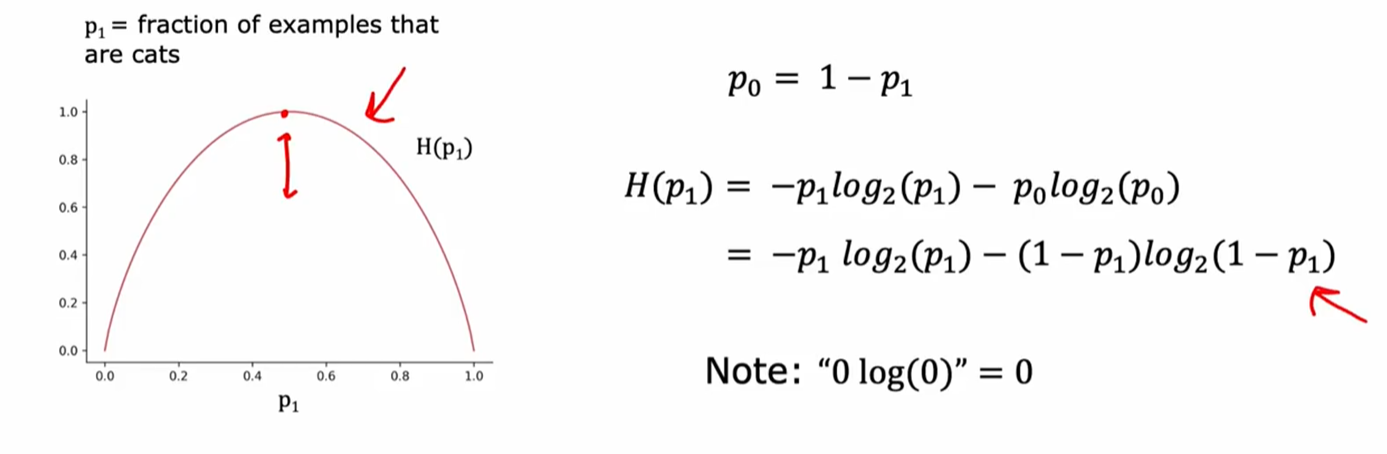 p₁ = fraction of examples that
are cats
1.0
0.8
0.6
0.4
0.2
0.0
0.0 0.2 0.4 0.6 0.8 1.0
p₁
H(p₁)
p₀ = 1 − p₁
H(p₁) = −p₁log₂(p₁) − p₀log₂(p₀)
= −p₁ log₂(p₁) − (1 − p₁)log₂(1 − p₁)
Note: “0 log(0)” = 0